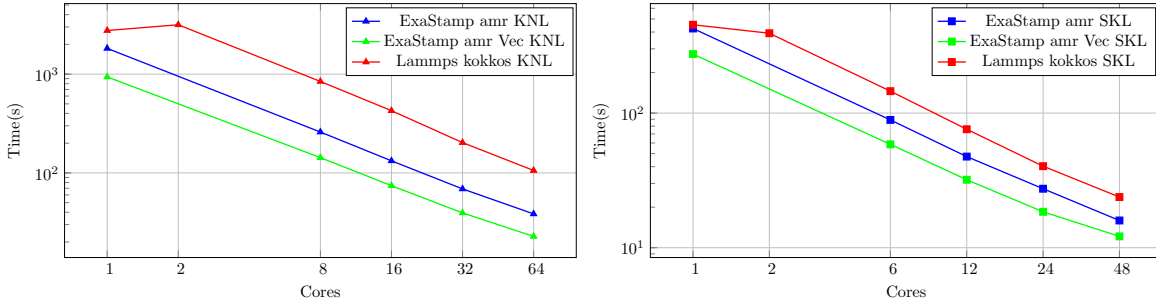 ExaStamp amr KNL
ExaStamp amr Vec KNL
Lammps kokkos KNL
10^3
10^2
Time(s)
1 2 8 16 32 64
Cores
ExaStamp amr SKL
ExaStamp amr Vec SKL
Lammps kokkos SKL
10^2
10^1
Time(s)
1 2 6 12 24 48
Cores